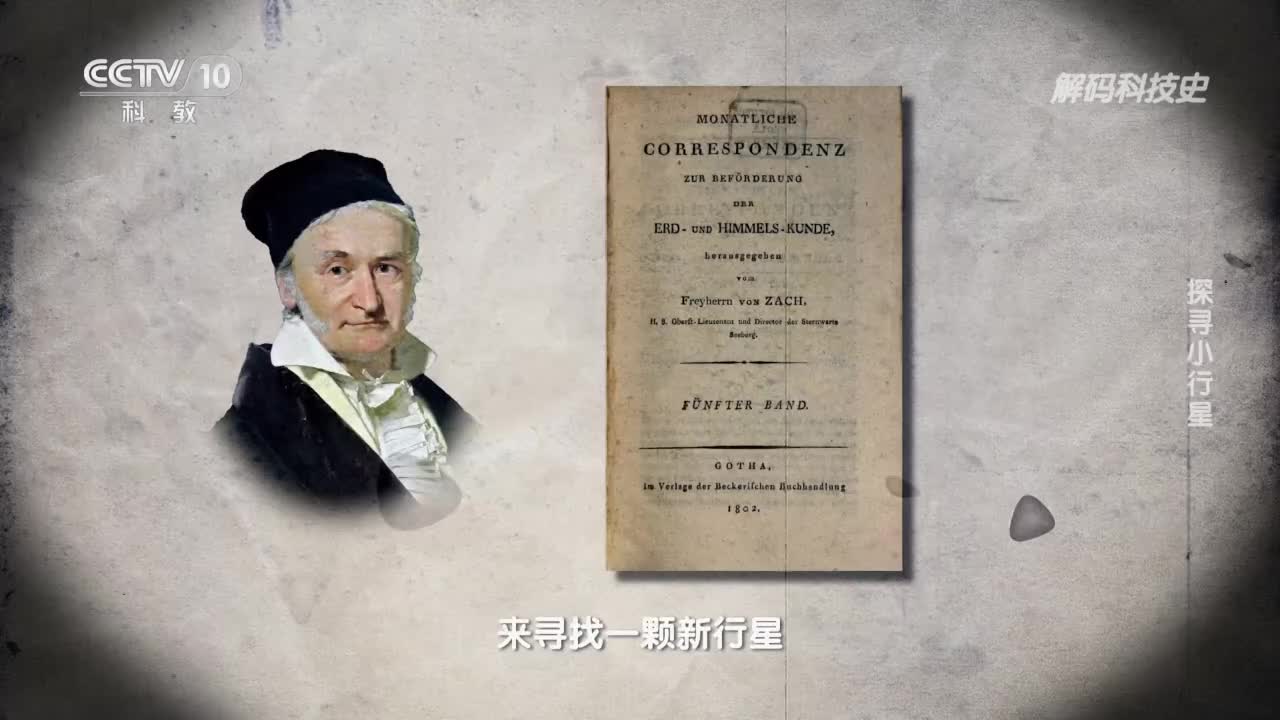 CCTV 10
科教
解码科技史
MONATLICHE
CORRESPONDENZ
ZUR BEFÖRDERUNG
DER
ERD- UND HIMMELS-KUNDE,
herausgegeben
vom
Freyherrn VON ZACH,
H. S. Oberst-Lieutenant und Director der Sternwarte
Seeberg.
FÜNFTER BAND.
GOTHA,
im Verlage der Beckerischen Buchhandlung
1802.
探寻小行星
来寻找一颗新行星